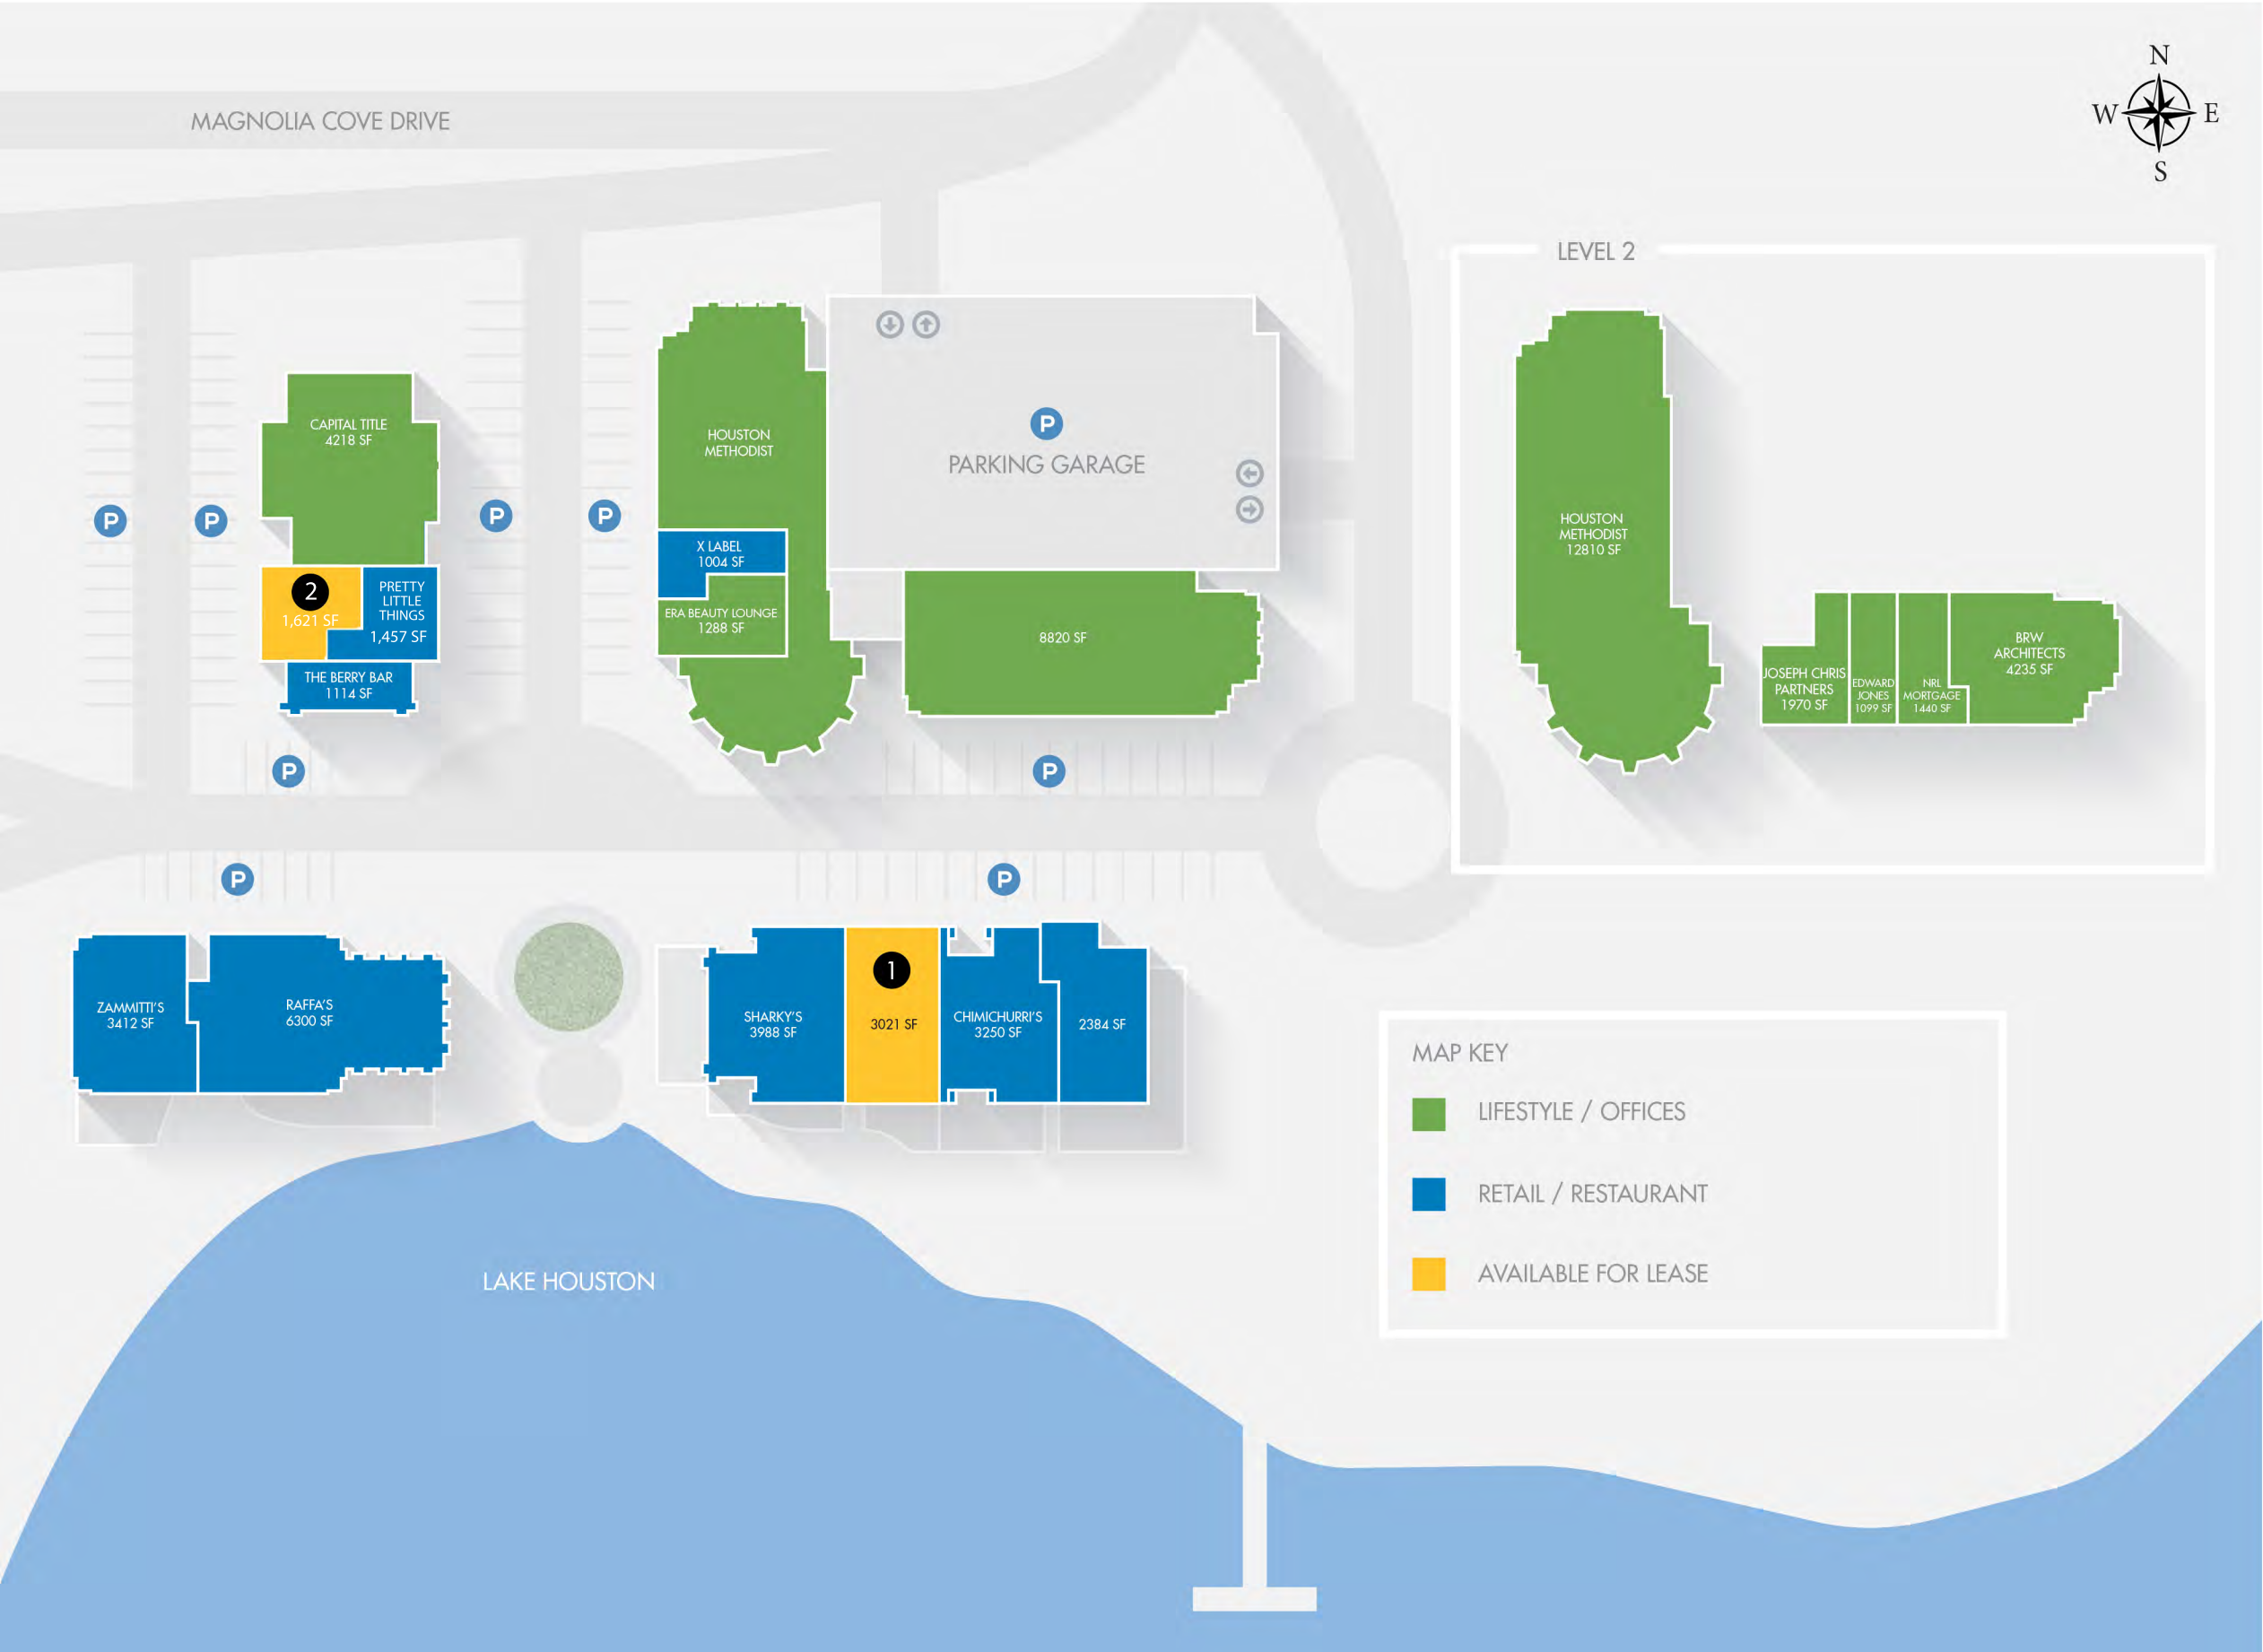 N
W
E
S
MAGNOLIA COVE DRIVE
LEVEL 2
CAPITAL TITLE
4218 SF
HOUSTON
METHODIST
P
PARKING GARAGE
P
P
P
P
X LABEL
1004 SF
2
1,621 SF
PRETTY
LITTLE
THINGS
1,457 SF
ERA BEAUTY LOUNGE
1288 SF
8820 SF
THE BERRY BAR
1114 SF
HOUSTON
METHODIST
12810 SF
JOSEPH CHRIS
PARTNERS
1970 SF
EDWARD
JONES
1099 SF
NRL
MORTGAGE
1440 SF
BRW
ARCHITECTS
4235 SF
P
P
P
P
ZAMMITTI'S
3412 SF
RAFFA'S
6300 SF
SHARKY'S
3988 SF
1
3021 SF
CHIMICHURRI'S
3250 SF
2384 SF
MAP KEY
LIFESTYLE / OFFICES
RETAIL / RESTAURANT
AVAILABLE FOR LEASE
LAKE HOUSTON